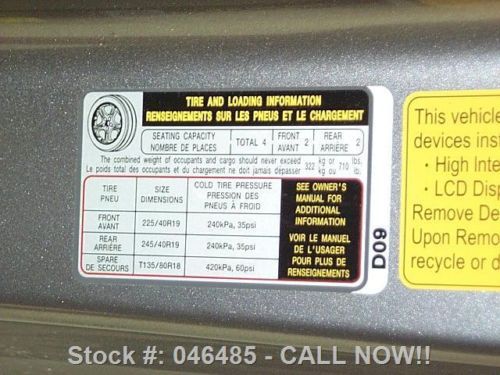 TIRE AND LOADING INFORMATION
RENSEIGNEMENTS SUR LES PNEUS ET LE CHARGEMENT
SEATING CAPACITY
NOMBRE DE PLACES
TOTAL 4
FRONT
AVANT
2
REAR
ARRIÈRE
2
The combined weight of occupants and cargo should never exceed 322 kg or 710 lbs.
Le poids total des occupants et du chargement ne doit jamais dépasser 322 kg ou 710 lb.
TIRE
PNEU
SIZE
DIMENSIONS
COLD TIRE PRESSURE
PRESSION DES
PNEUS À FROID
FRONT
AVANT
225/40R19
240kPa, 35psi
REAR
ARRIÈRE
245/40R19
240kPa, 35psi
SPARE
DE SECOURS
T135/80R18
420kPa, 60psi
SEE OWNER'S
MANUAL FOR
ADDITIONAL
INFORMATION
VOIR LE MANUEL
DE L'USAGER
POUR PLUS DE
RENSEIGNEMENTS
D09
This vehicle
devices inst
· High Inte
· LCD Disp
Remove De
Upon Remo
recycle or d
Stock #: 046485 - CALL NOW!!